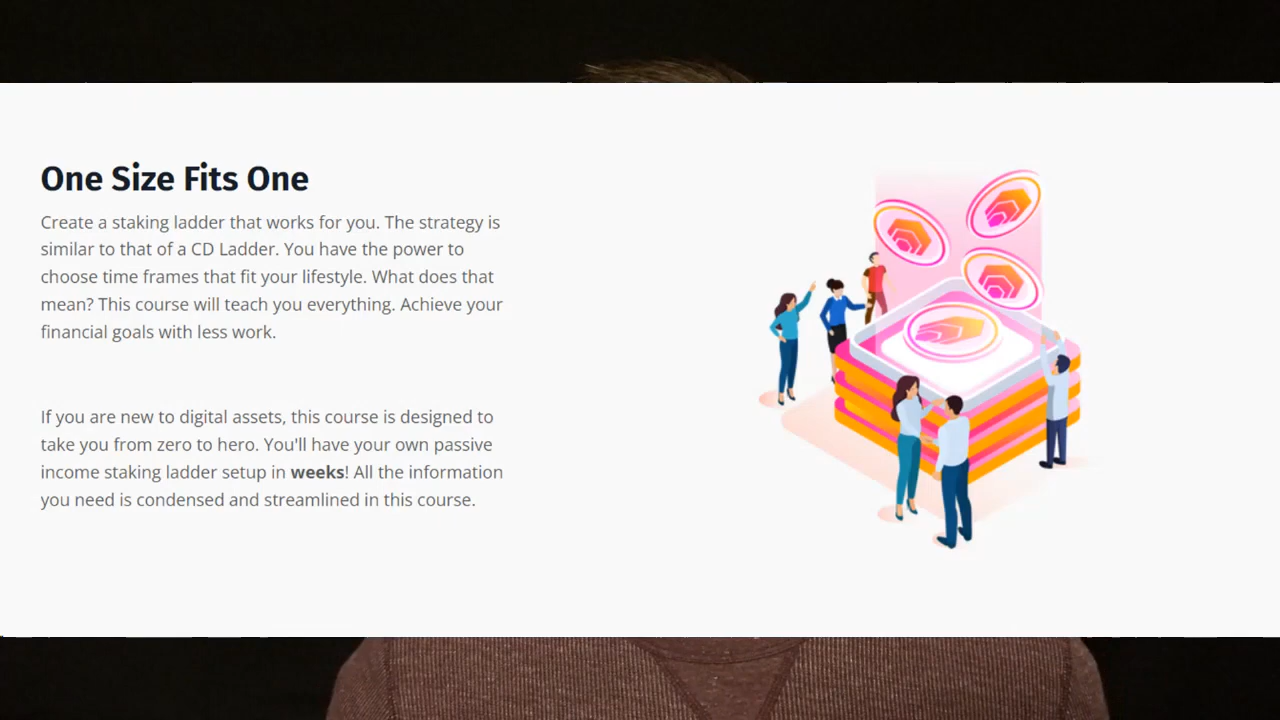 One Size Fits One
Create a staking ladder that works for you. The strategy is
similar to that of a CD Ladder. You have the power to
choose time frames that fit your lifestyle. What does that
mean? This course will teach you everything. Achieve your
financial goals with less work.
If you are new to digital assets, this course is designed to
take you from zero to hero. You'll have your own passive
income staking ladder setup in weeks! All the information
you need is condensed and streamlined in this course.